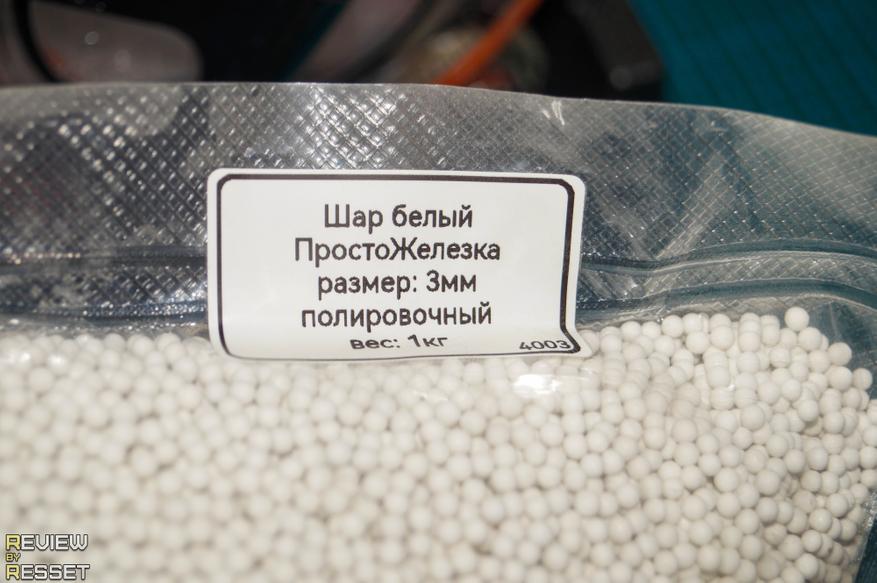 Шар белый
ПростоЖелезка
размер: 3мм
полировочный
вес: 1кг
4003
REVIEW
BY
RESSET